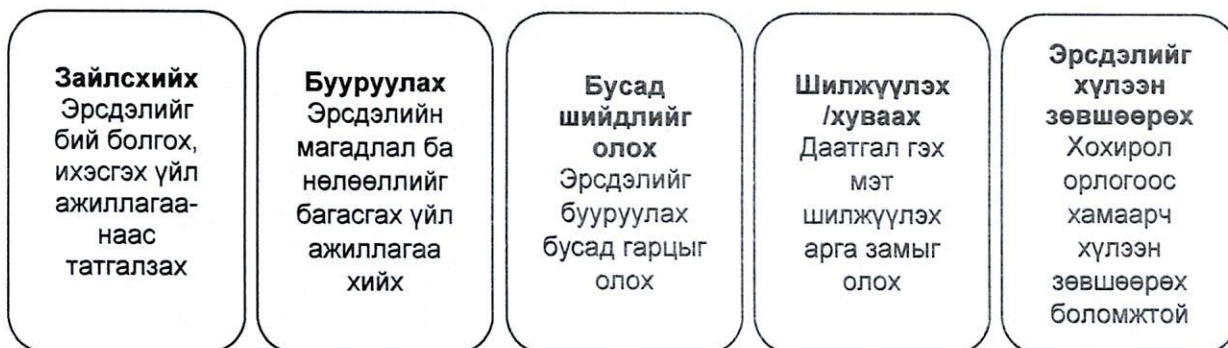 Зайлсхийх
Эрсдэлийг
бий болгох,
ихэсгэх үйл
ажиллагаа-
наас
татгалзах
Бууруулах
Эрсдэлийн
магадлал ба
нөлөөллийг
багасгах үйл
ажиллагаа
хийх
Бусад
шийдлийг
олох
Эрсдэлийг
бууруулах
бусад гарцыг
олох
Шилжүүлэх
/хуваах
Даатгал гэх
мэт
шилжүүлэх
арга замыг
олох
Эрсдэлийг
хүлээн
зөвшөөрөх
Хохирол
орлогоос
хамаарч
хүлээн
зөвшөөрөх
боломжтой